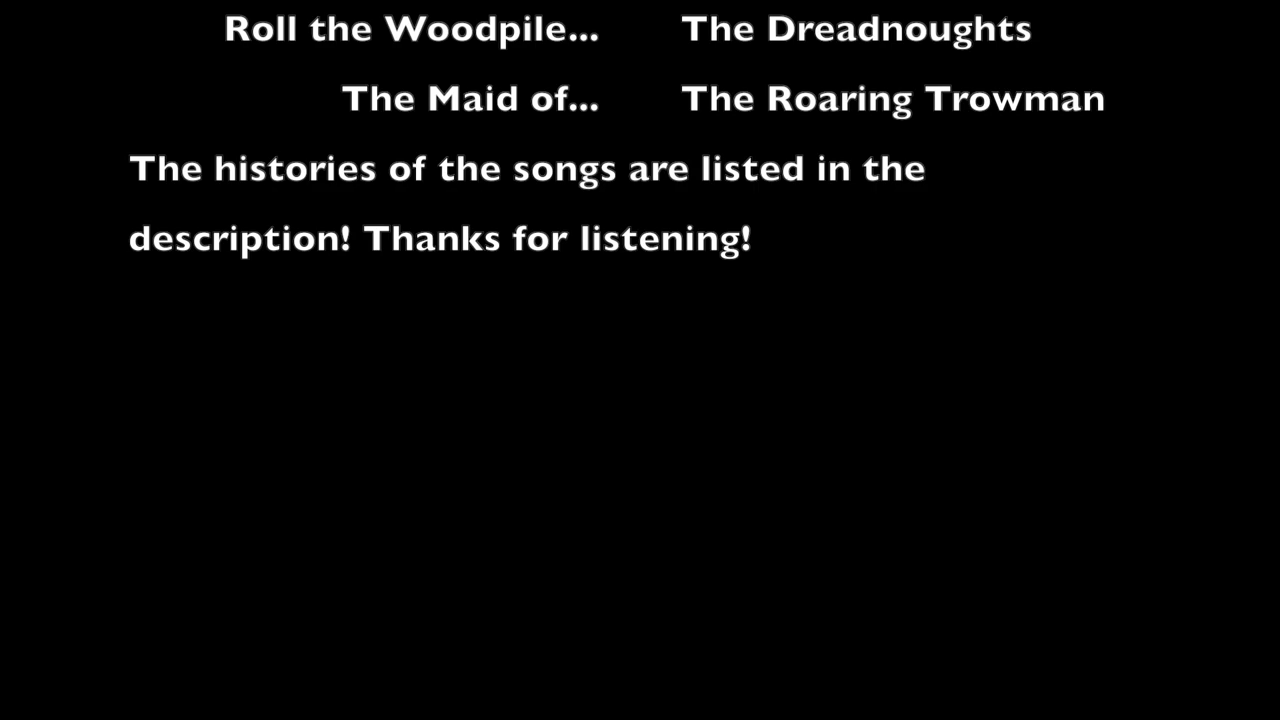 Roll the Woodpile... The Dreadnoughts
The Maid of... The Roaring Trowman
The histories of the songs are listed in the
description! Thanks for listening!